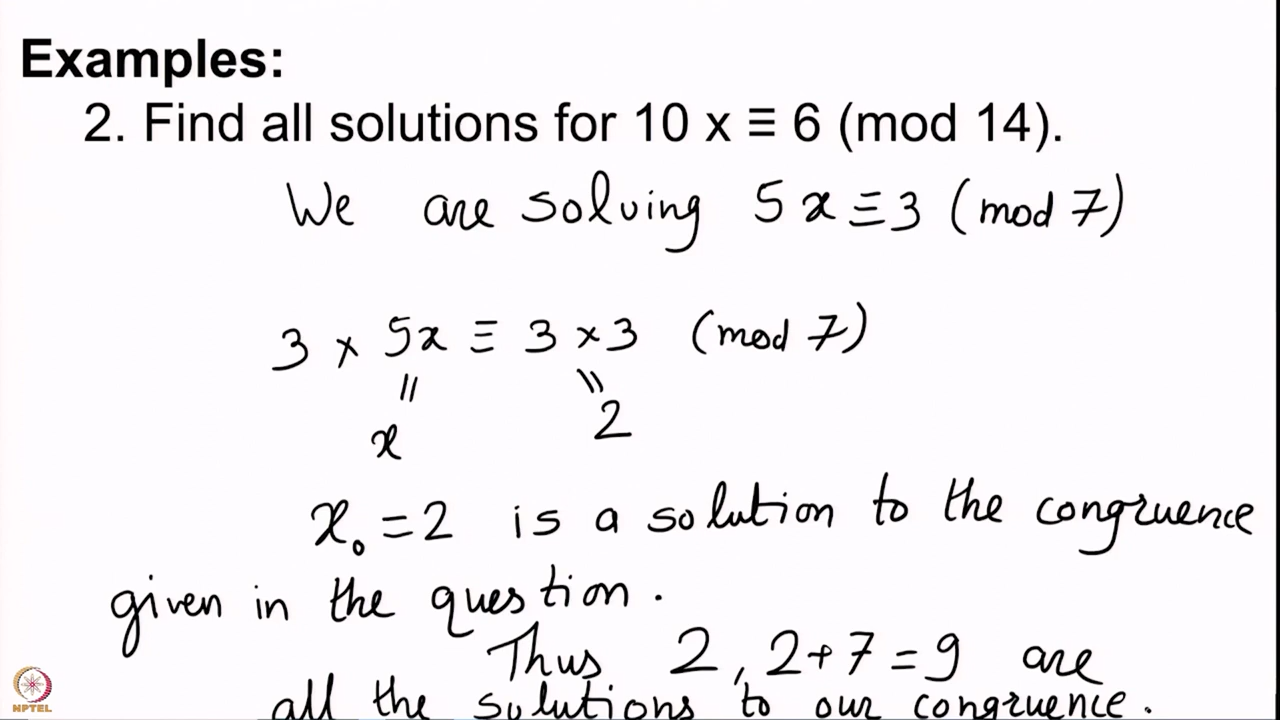 Examples:
2. Find all solutions for 10 x ≡ 6 (mod 14).
We are solving 5x ≡ 3 (mod 7)
3 × 5x ≡ 3 × 3 (mod 7)
= =
x 2
x₀ = 2 is a solution to the congruence
given in the question.
Thus 2, 2+7=9 are
all the solutions to our congruence.
NPTEL